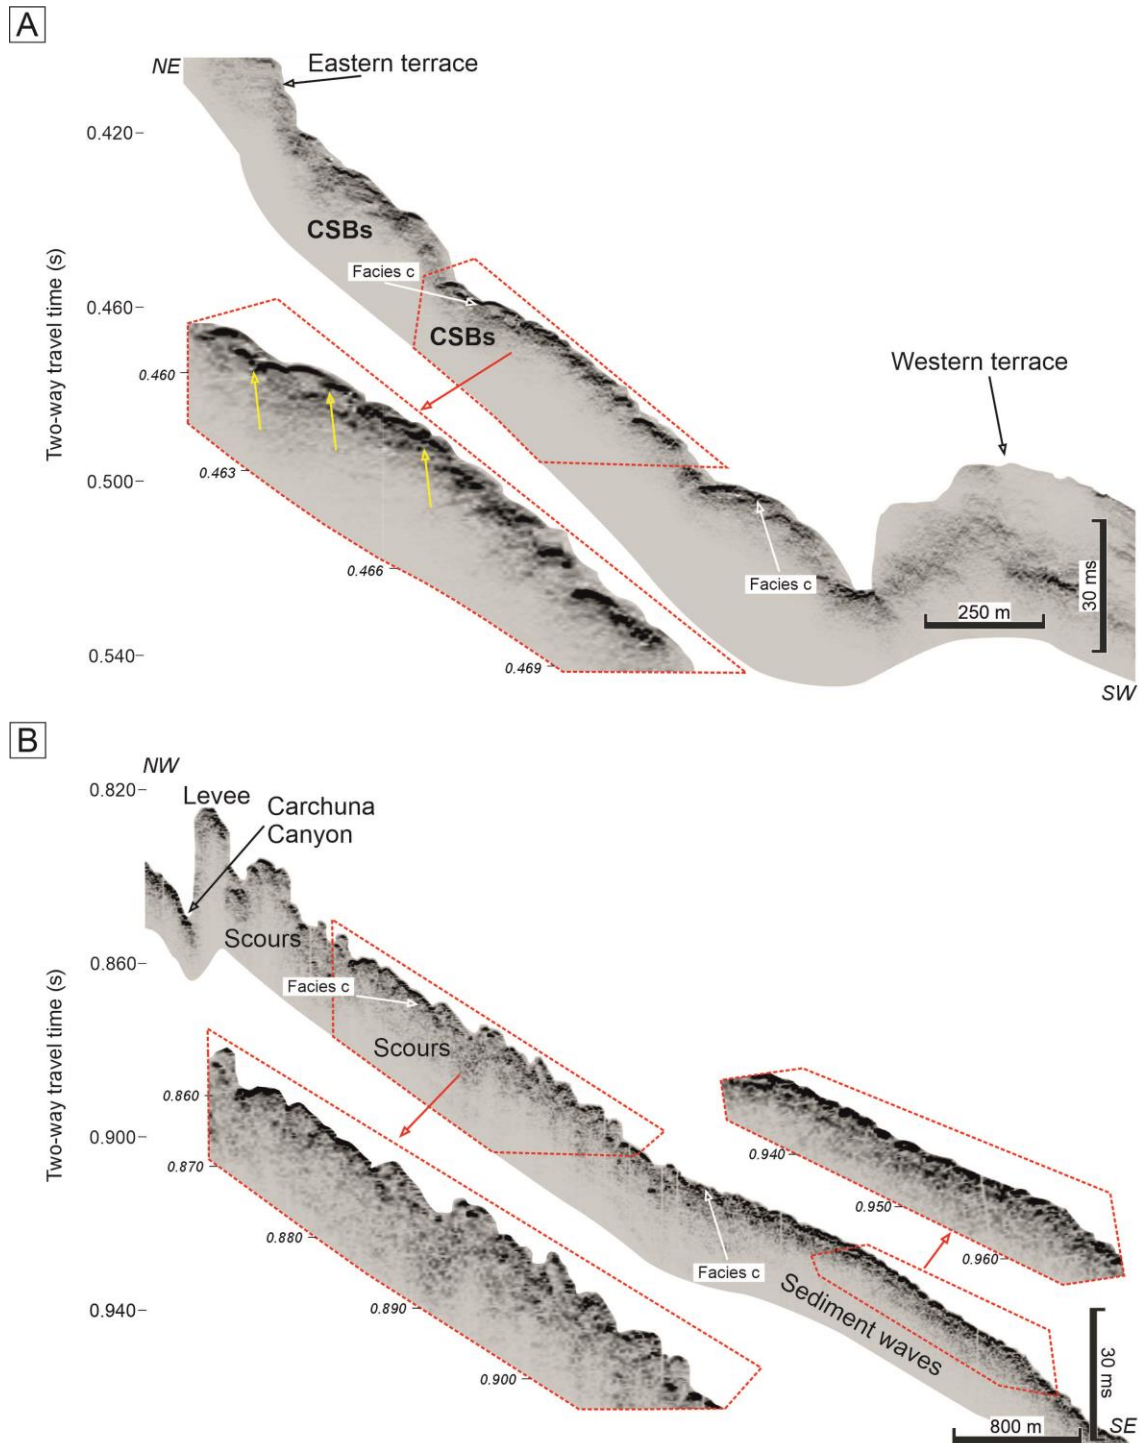 A
NE
Eastern terrace
0.420
CSBs
Facies c
0.460
CSBs
Western terrace
0.460
Two-way travel time (s)
0.463
0.500
0.466
Facies c
250 m
30 ms
0.540
0.469
SW
B
NW
0.820
Levee
Carchuna
Canyon
Scours
0.860
Facies c
Scours
Two-way travel time (s)
0.860
0.900
0.870
0.940
0.950
0.880
0.960
Facies c
0.890
0.940
Sediment waves
0.900
30 ms
800 m
SE